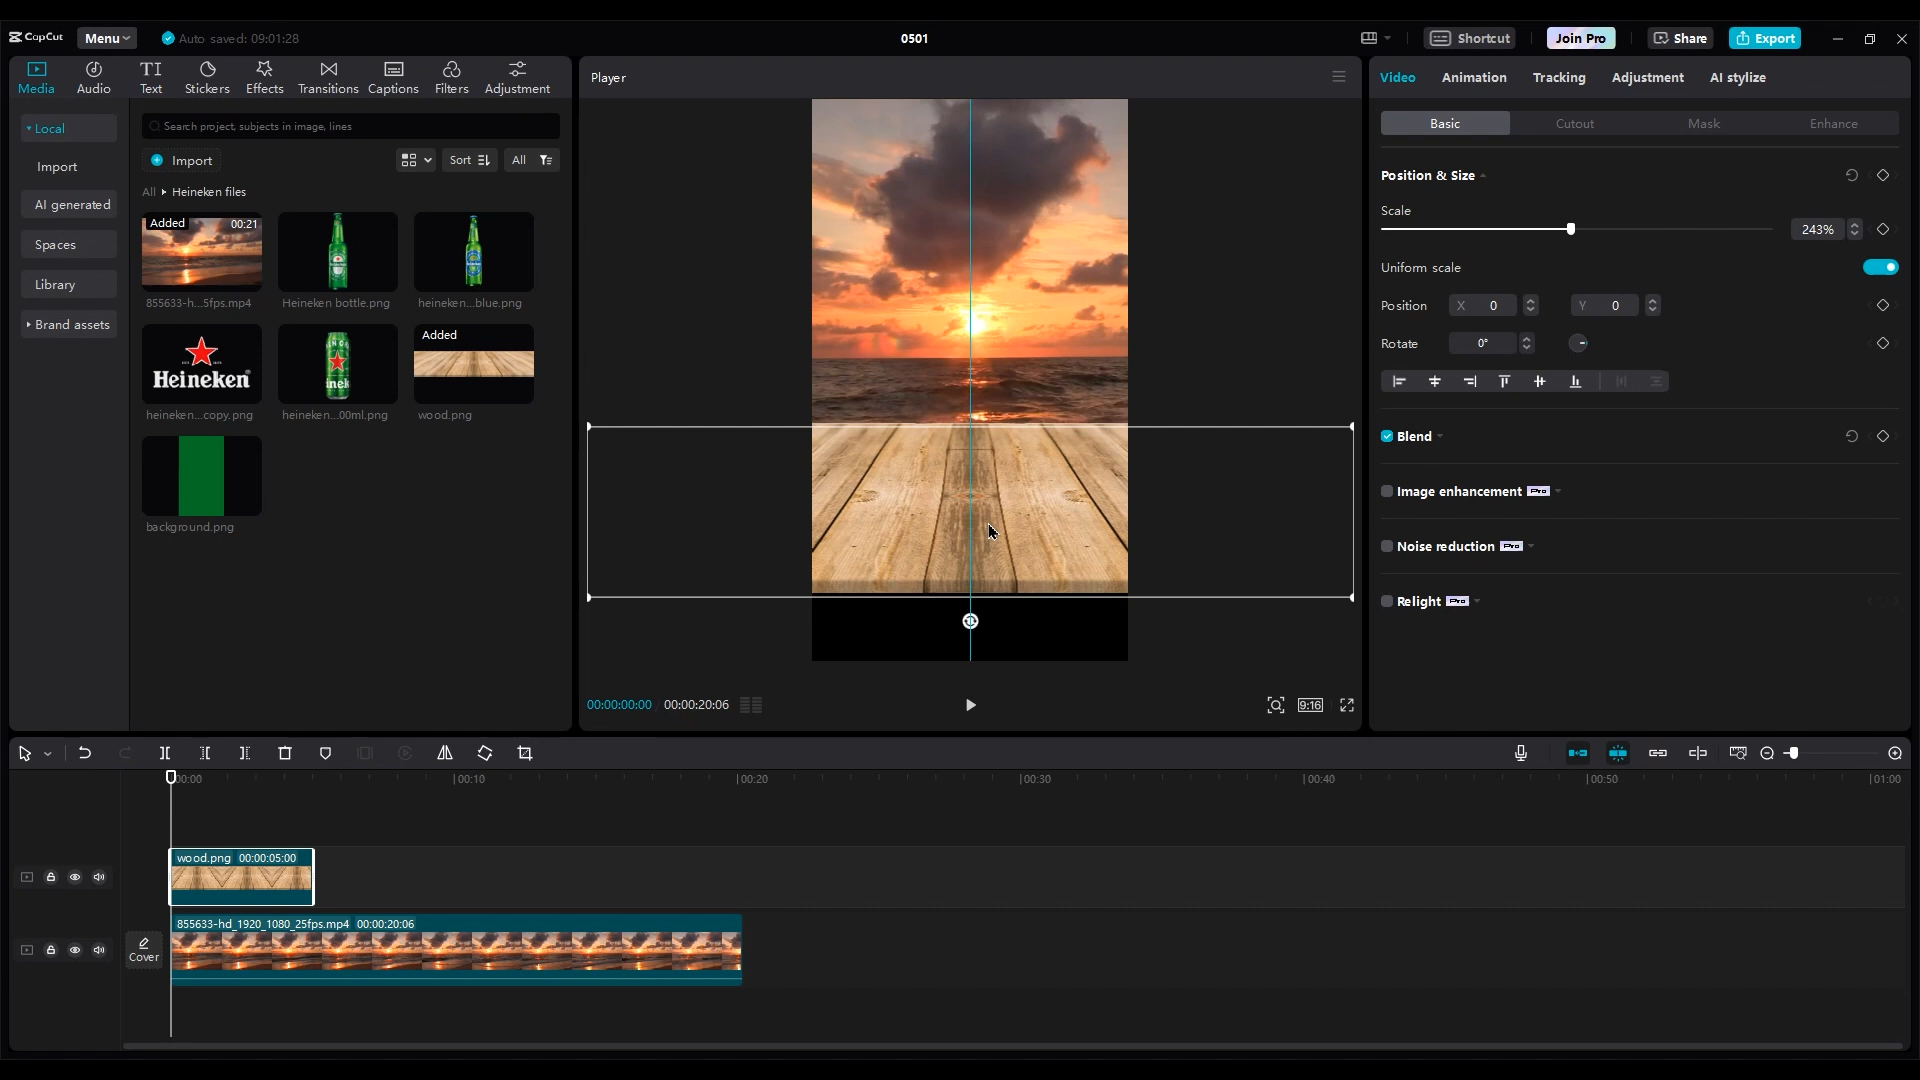 CapCut
Menu
Auto saved: 09:01:28
0501
Shortcut
Join Pro
Share
Export
Media
Audio
TI
Text
Stickers
Effects
Transitions
Captions
Filters
Adjustment
Local
Import
AI generated
Spaces
Library
Brand assets
Search project, subjects in image, lines
Import
Sort
All
All
Heineken files
Added
00:21
855633-h...5fps.mp4
Heineken bottle.png
heineken...blue.png
Heineken
heineken...copy.png
heineken...00ml.png
Added
wood.png
background.png
Player
00:00:00:00
00:00:20:06
9:16
Video
Animation
Tracking
Adjustment
AI stylize
Basic
Cutout
Mask
Enhance
Position & Size
Scale
243%
Uniform scale
Position
X 0
Y 0
Rotate
0°
Blend
Image enhancement Pro
Noise reduction Pro
Relight Pro
00:00
00:10
00:20
00:30
00:40
00:50
01:00
wood.png 00:00:05:00
Cover
855633-hd_1920_1080_25fps.mp4 00:00:20:06